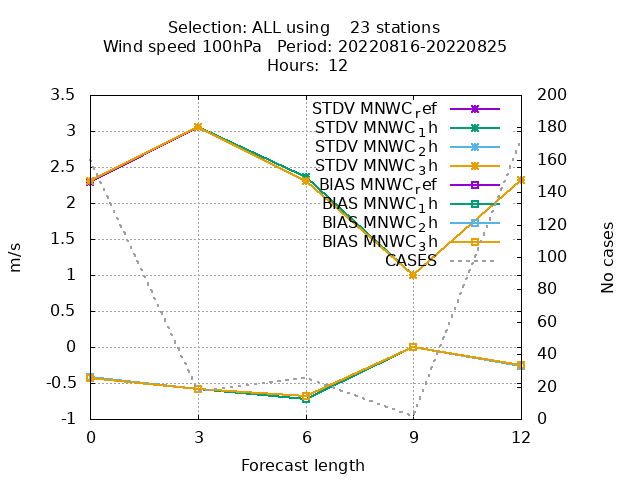 Selection: ALL using 23 stations
Wind speed 100hPa Period: 20220816-20220825
Hours: 12
3.5
3
2.5
2
1.5
1
0.5
0
-0.5
-1
m/s
STDV MNWC_ref
STDV MNWC_1h
STDV MNWC_2h
STDV MNWC_3h
BIAS MNWC_ref
BIAS MNWC_1h
BIAS MNWC_2h
BIAS MNWC_3h
CASES
200
180
160
140
120
100
80
60
40
20
0
No cases
0 3 6 9 12
Forecast length